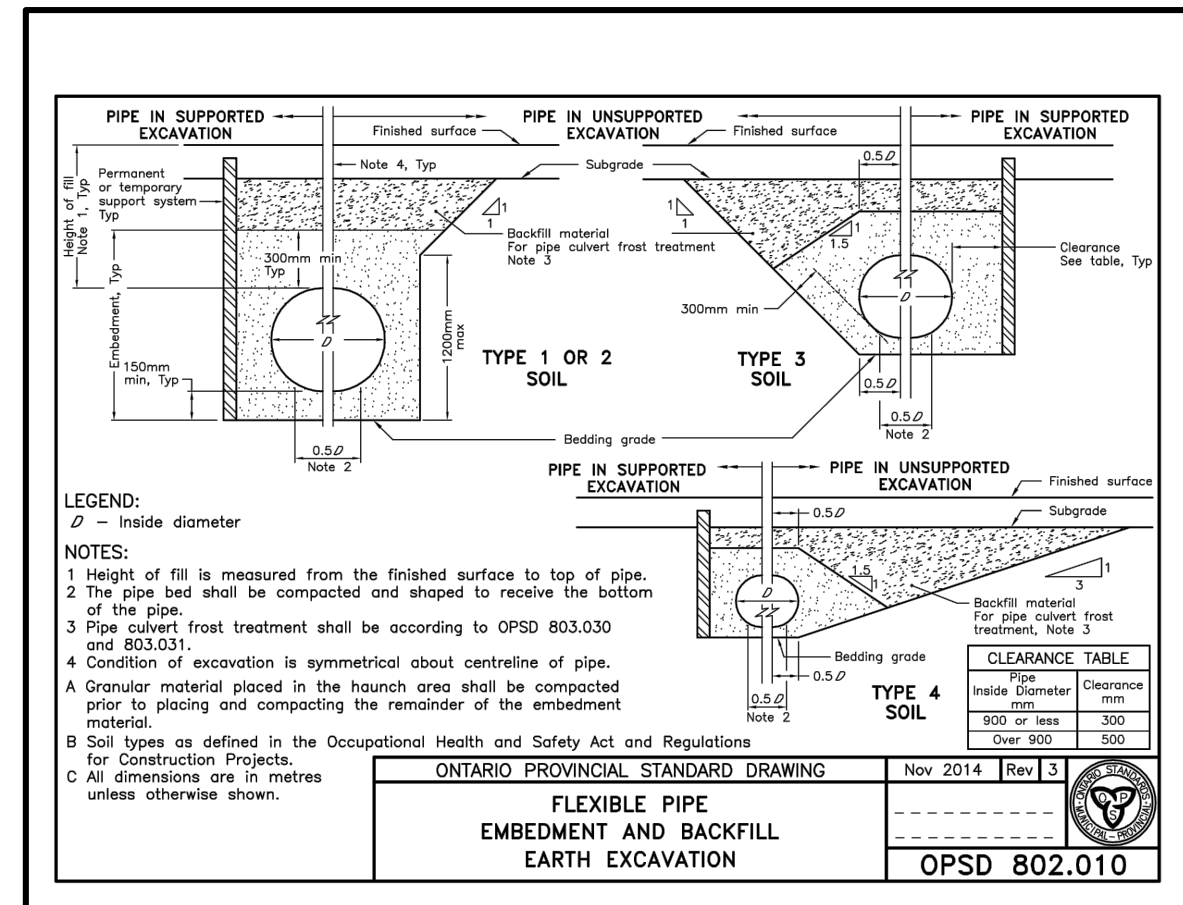 PIPE IN SUPPORTED
EXCAVATION
PIPE IN UNSUPPORTED
EXCAVATION
PIPE IN SUPPORTED
EXCAVATION
Finished surface
Finished surface
Height of fill
Note 1, Typ
Permanent
or temporary
support system
Typ
Note 4, Typ
Subgrade
0.5D
1
1
1
1
Backfill material
For pipe culvert frost treatment
Note 3
1
1.5
Clearance
See table, Typ
Embedment, Typ
300mm min
Typ
D
150mm
min, Typ
1200mm
max
300mm min
D
TYPE 1 OR 2
SOIL
TYPE 3
SOIL
0.5D
0.5D
Note 2
0.5D
Note 2
Bedding grade
PIPE IN SUPPORTED
EXCAVATION
PIPE IN UNSUPPORTED
EXCAVATION
Finished surface
Subgrade
0.5D
1.5
1
1
3
D
Backfill material
For pipe culvert frost
treatment, Note 3
Bedding grade
0.5D
0.5D
Note 2
TYPE 4
SOIL
CLEARANCE TABLE
Pipe
Inside Diameter
mm
Clearance
mm
900 or less 300
Over 900 500
LEGEND:
D – Inside diameter
NOTES:
1 Height of fill is measured from the finished surface to top of pipe.
2 The pipe bed shall be compacted and shaped to receive the bottom
of the pipe.
3 Pipe culvert frost treatment shall be according to OPSD 803.030
and 803.031.
4 Condition of excavation is symmetrical about centreline of pipe.
A Granular material placed in the haunch area shall be compacted
prior to placing and compacting the remainder of the embedment
material.
B Soil types as defined in the Occupational Health and Safety Act and Regulations
for Construction Projects.
C All dimensions are in metres
unless otherwise shown.
ONTARIO PROVINCIAL STANDARD DRAWING
Nov 2014 Rev 3
FLEXIBLE PIPE
EMBEDMENT AND BACKFILL
EARTH EXCAVATION
OPSD 802.010
ONTARIO STANDARDS
MUNICIPAL – PROVINCIAL
O P
S